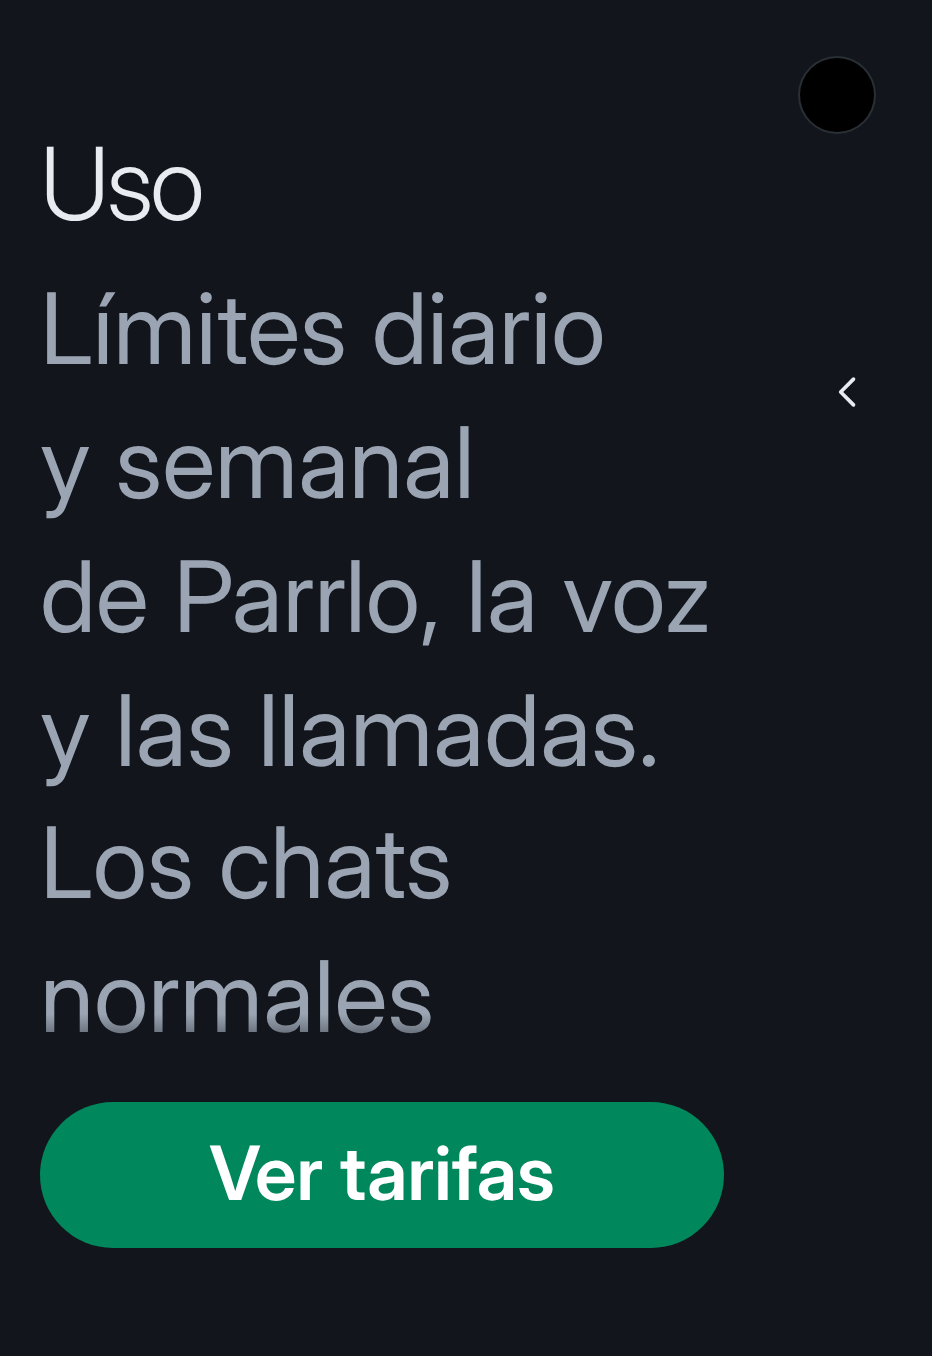 Uso
Límites diario
y semanal
de Parrlo, la voz
y las llamadas.
Los chats
normales
Ver tarifas